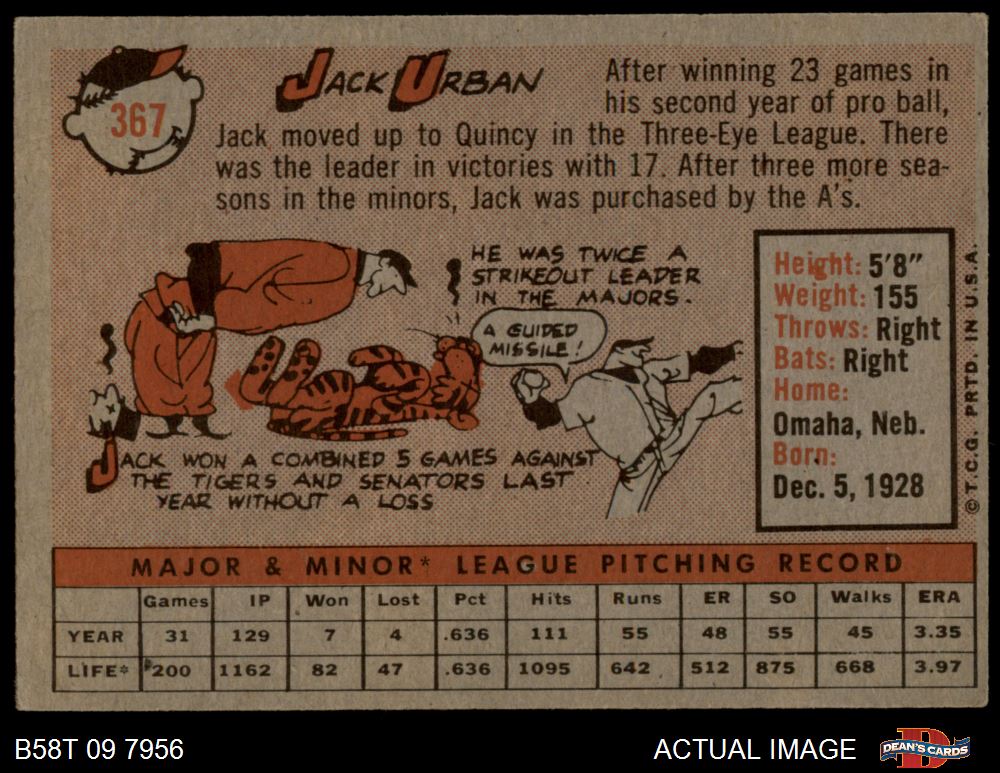 367
JACK URBAN
After winning 23 games in
his second year of pro ball,
Jack moved up to Quincy in the Three-Eye League. There
was the leader in victories with 17. After three more sea-
sons in the minors, Jack was purchased by the A's.
HE WAS TWICE A
STRIKEOUT LEADER
IN THE MAJORS.
A GUIDED
MISSILE!
JACK WON A COMBINED 5 GAMES AGAINST
THE TIGERS AND SENATORS LAST
YEAR WITHOUT A LOSS
Height: 5'8"
Weight: 155
Throws: Right
Bats: Right
Home:
Omaha, Neb.
Born:
Dec. 5, 1928
© T.C.G. PRTD. IN U.S.A.
MAJOR & MINOR* LEAGUE PITCHING RECORD
Games IP Won Lost Pct Hits Runs ER SO Walks ERA
YEAR 31 129 7 4 .636 111 55 48 55 45 3.35
LIFE* 200 1162 82 47 .636 1095 642 512 875 668 3.97
B58T 09 7956
ACTUAL IMAGE
DEAN'S CARDS